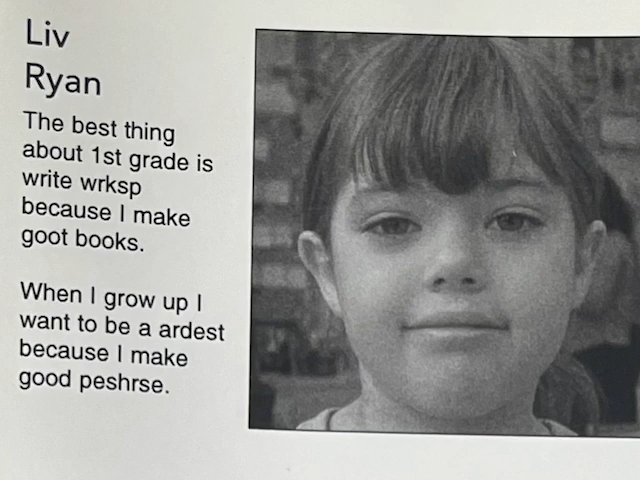 Liv
Ryan
The best thing
about 1st grade is
write wrksp
because I make
goot books.
When I grow up I
want to be a ardest
because I make
good peshrse.